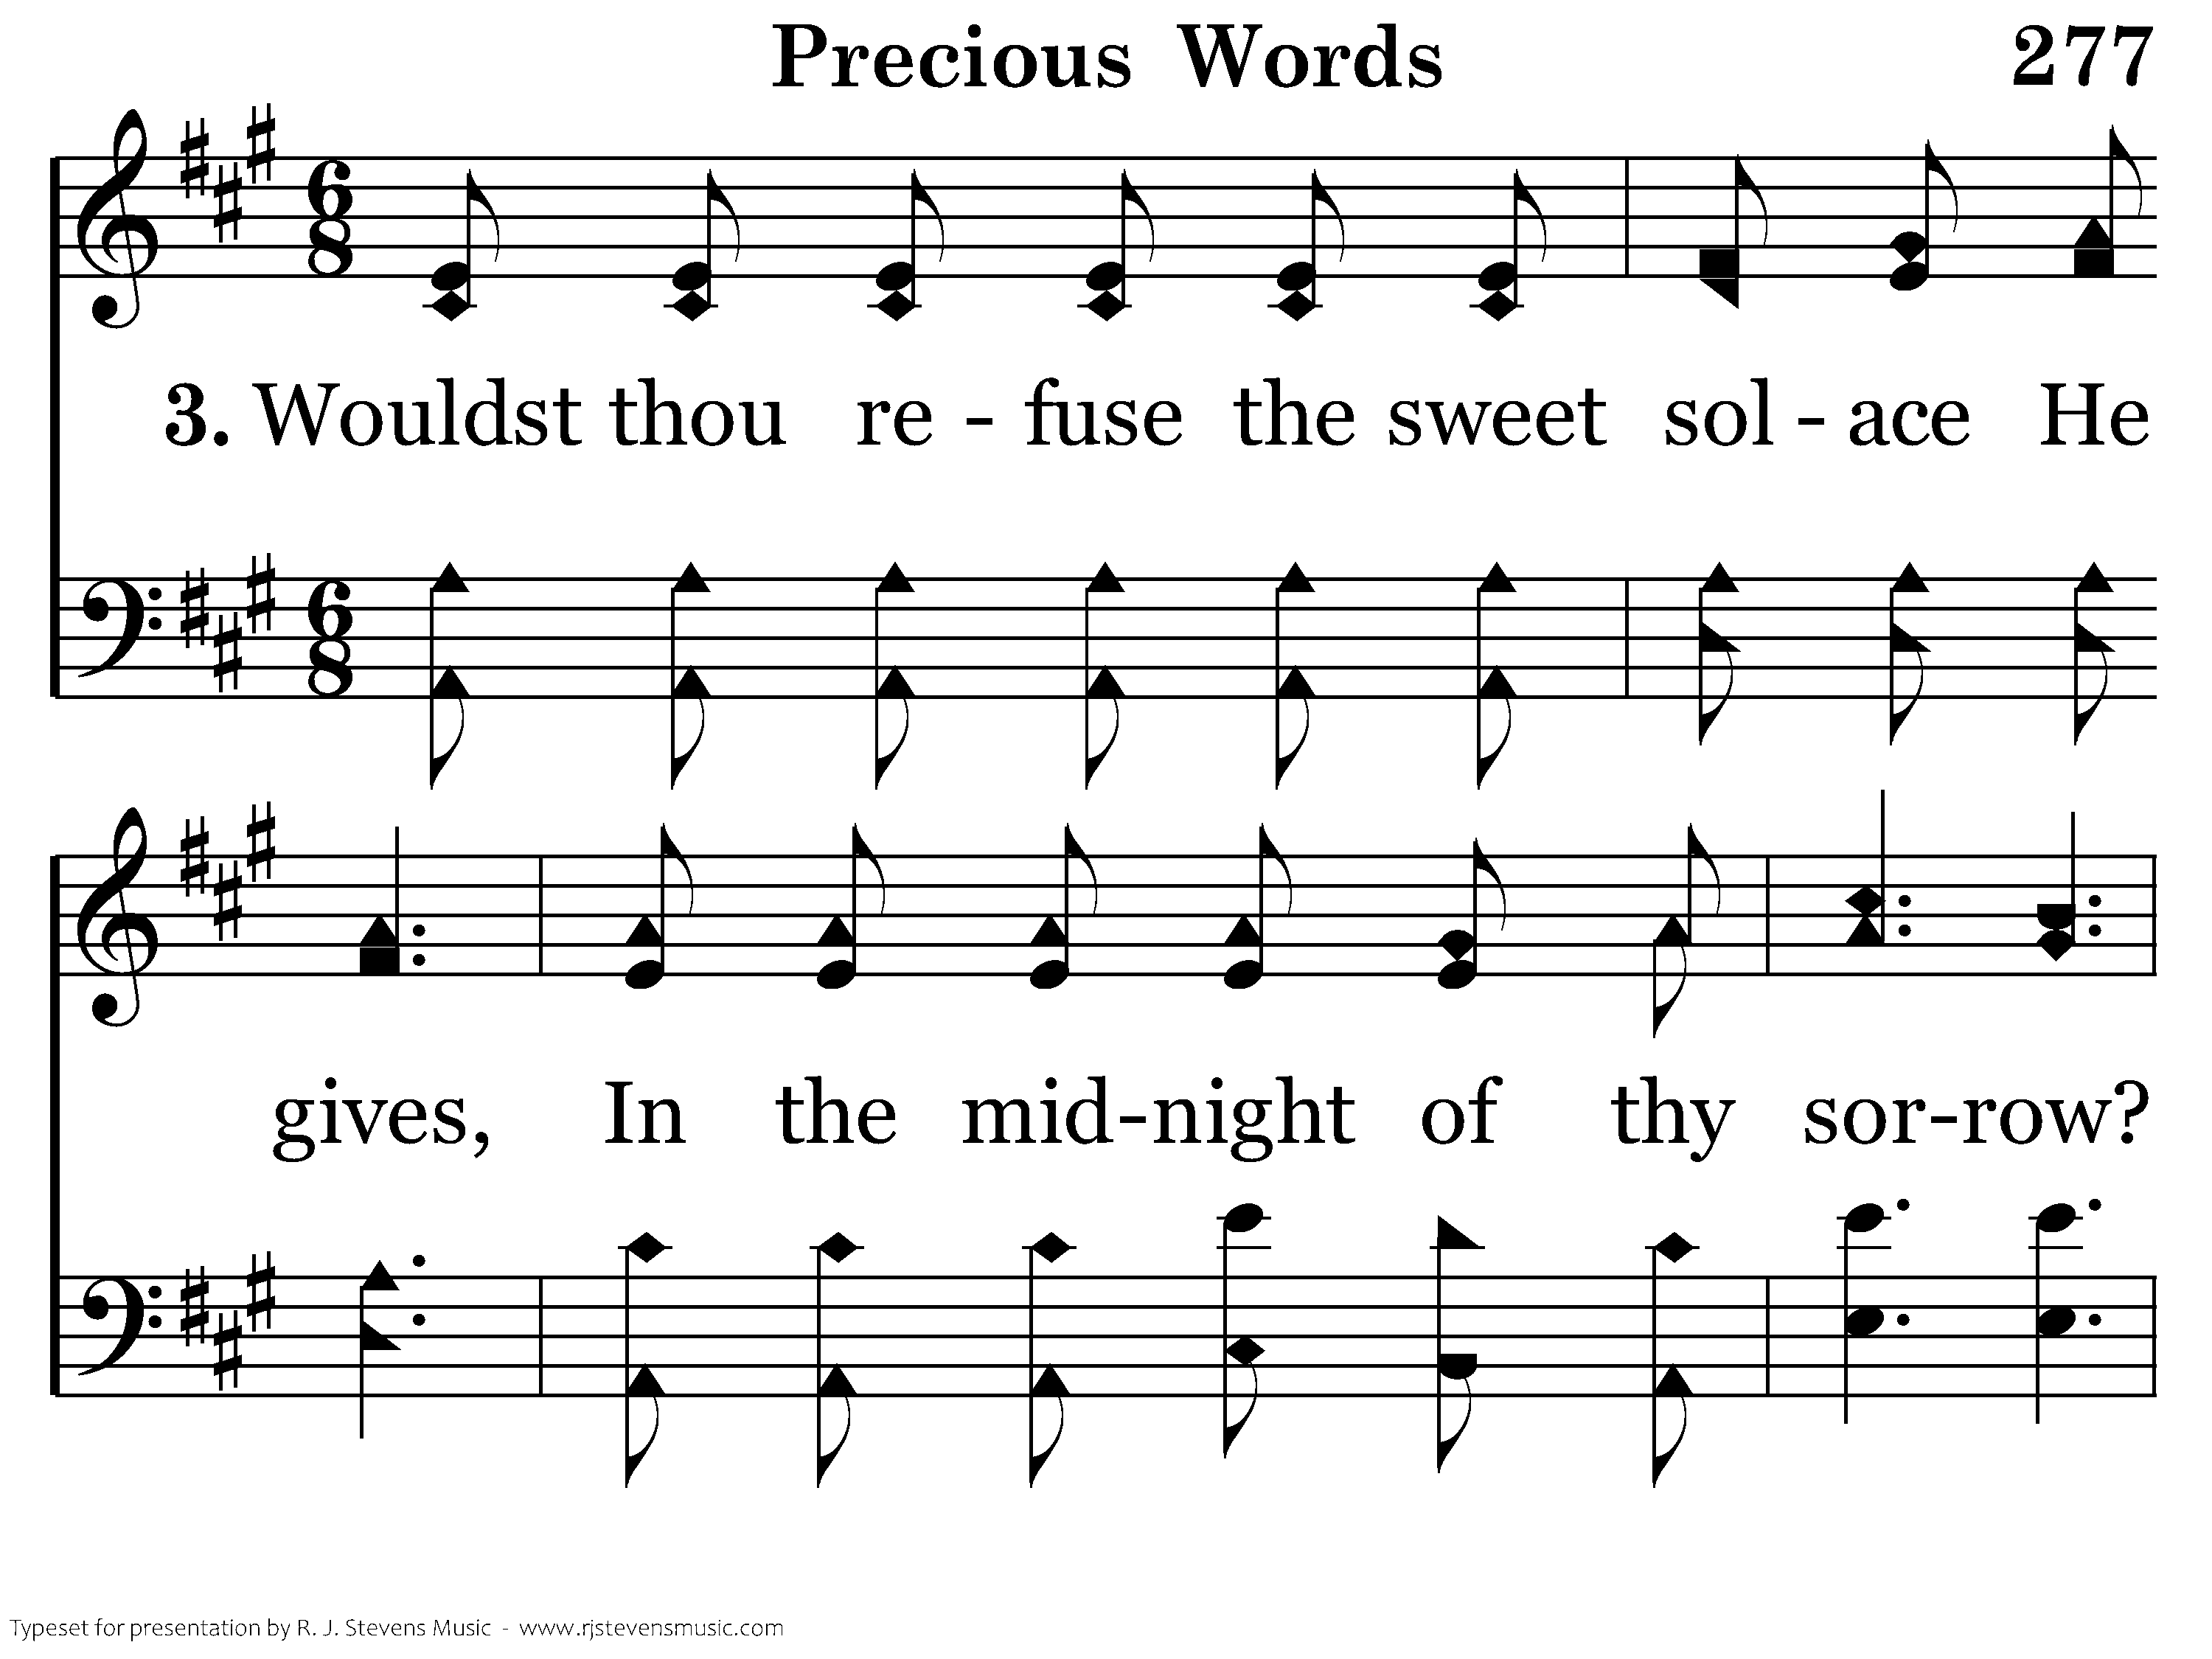 Precious Words 277
3. Wouldst thou re - fuse the sweet sol - ace He
gives, In the mid-night of thy sor-row?
Typeset for presentation by R. J. Stevens Music - www.rjstevensmusic.com